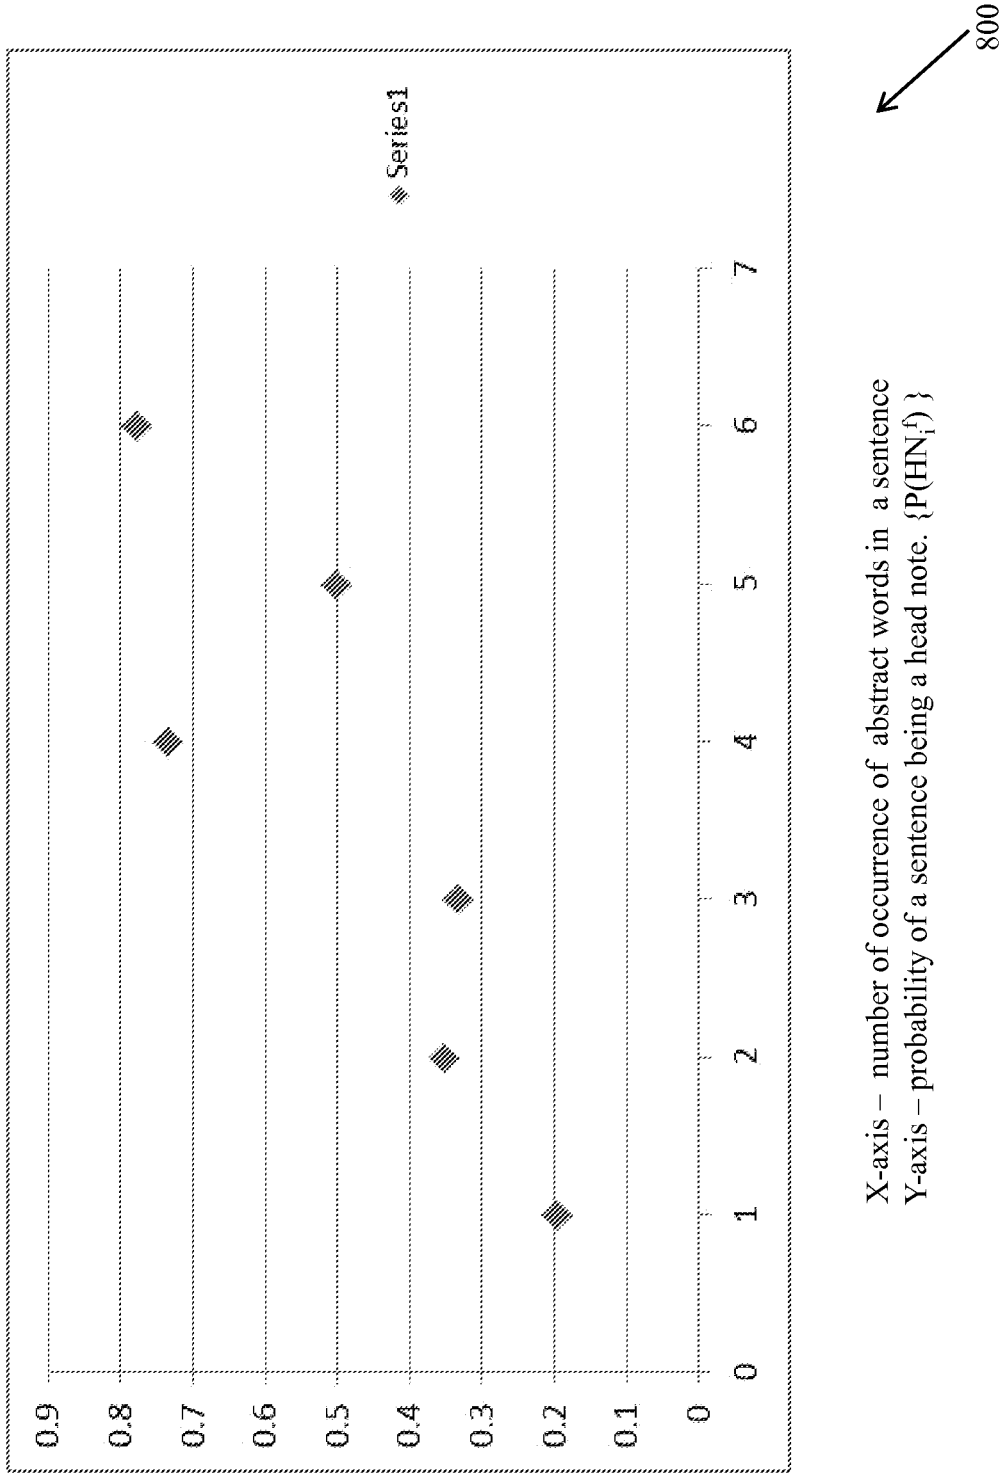 800
0.9
0.8
0.7
0.6
0.5
0.4
0.3
0.2
0.1
0
0 1 2 3 4 5 6 7
Series1
X-axis – number of occurrence of abstract words in a sentence
Y-axis – probability of a sentence being a head note. {P(HNᵢᶠ) }